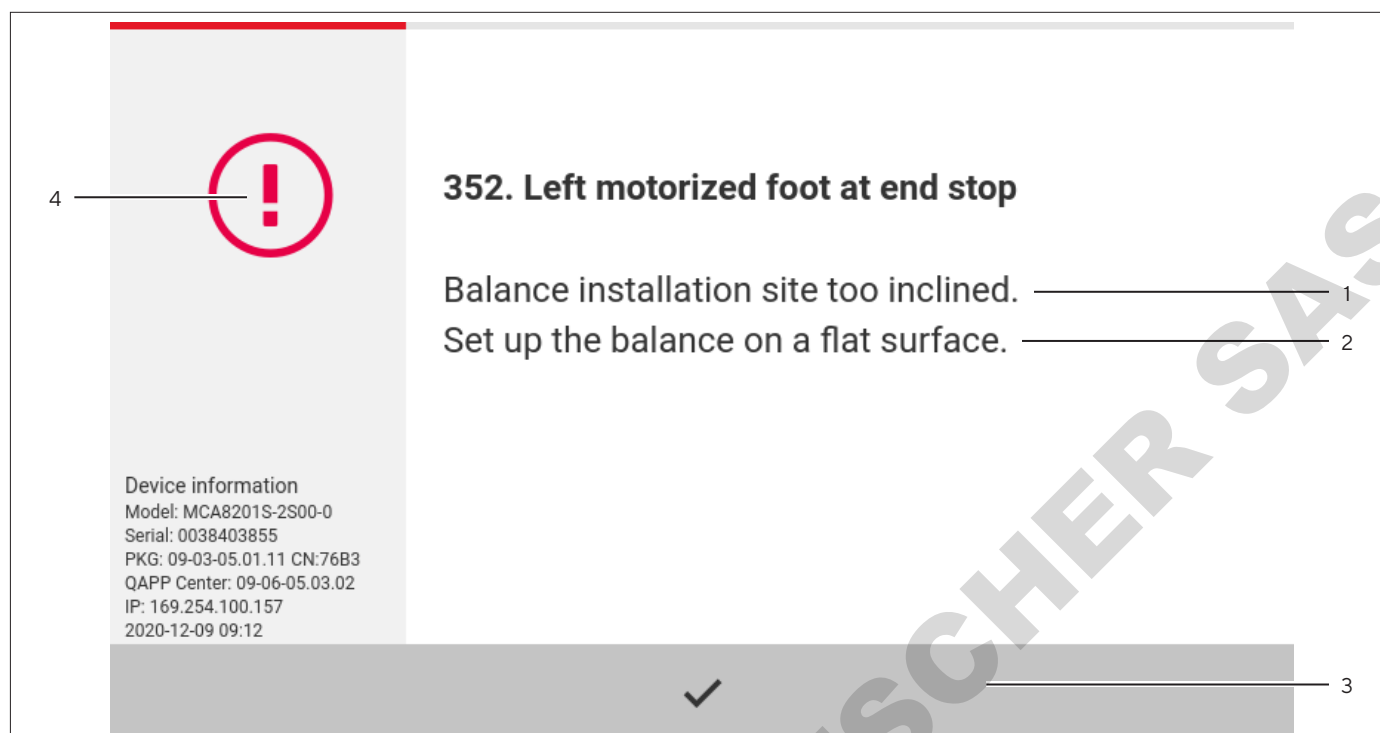 4
352. Left motorized foot at end stop
Balance installation site too inclined.
1
Set up the balance on a flat surface.
2
Device information
Model: MCA8201S-2S00-0
Serial: 0038403855
PKG: 09-03-05.01.11 CN:76B3
QAPP Center: 09-06-05.03.02
IP: 169.254.100.157
2020-12-09 09:12
3
SCHER SAS